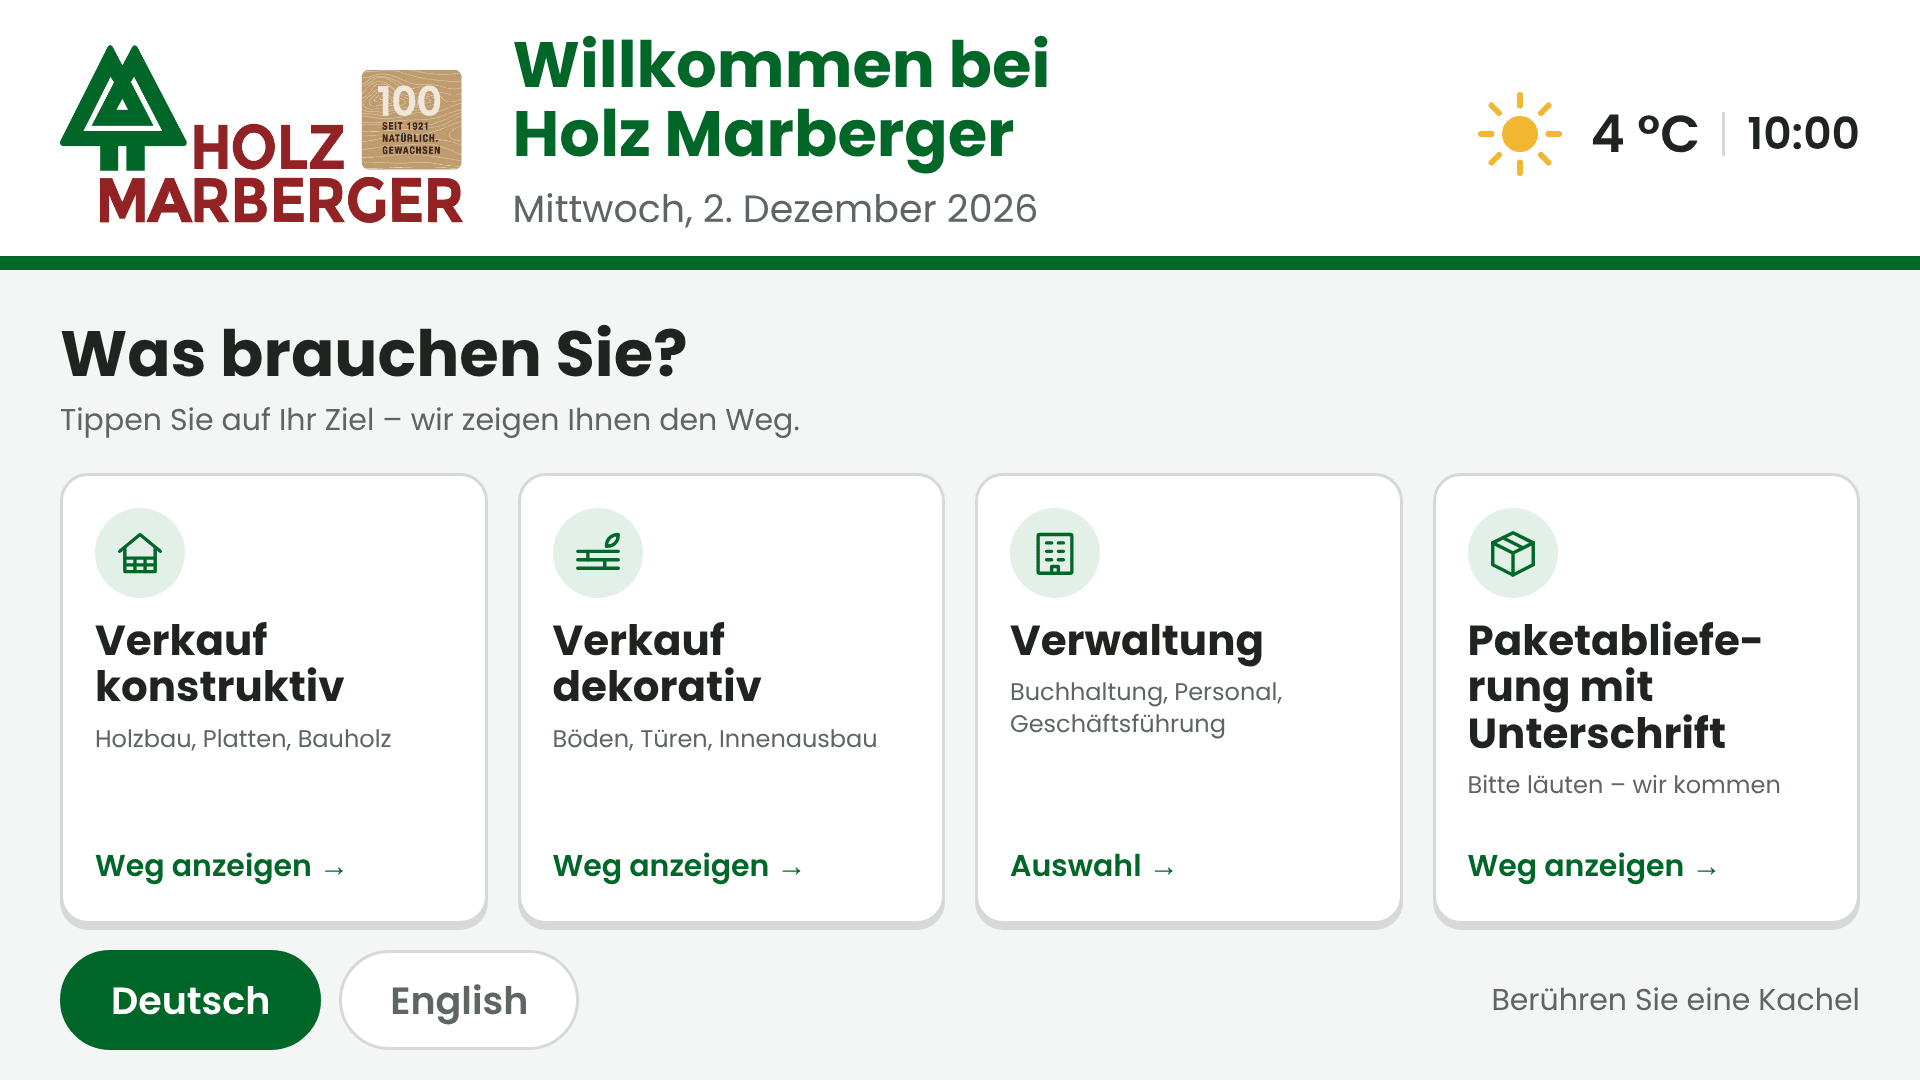 HOLZ
MARBERGER
100
SEIT 1921
NATÜRLICH.
GEWACHSEN
Willkommen bei
Holz Marberger
Mittwoch, 2. Dezember 2026
4 °C
10:00
Was brauchen Sie?
Tippen Sie auf Ihr Ziel – wir zeigen Ihnen den Weg.
Verkauf
konstruktiv
Holzbau, Platten, Bauholz
Weg anzeigen →
Verkauf
dekorativ
Böden, Türen, Innenausbau
Weg anzeigen →
Verwaltung
Buchhaltung, Personal,
Geschäftsführung
Auswahl →
Paketabliefe-
rung mit
Unterschrift
Bitte läuten – wir kommen
Weg anzeigen →
Deutsch
English
Berühren Sie eine Kachel